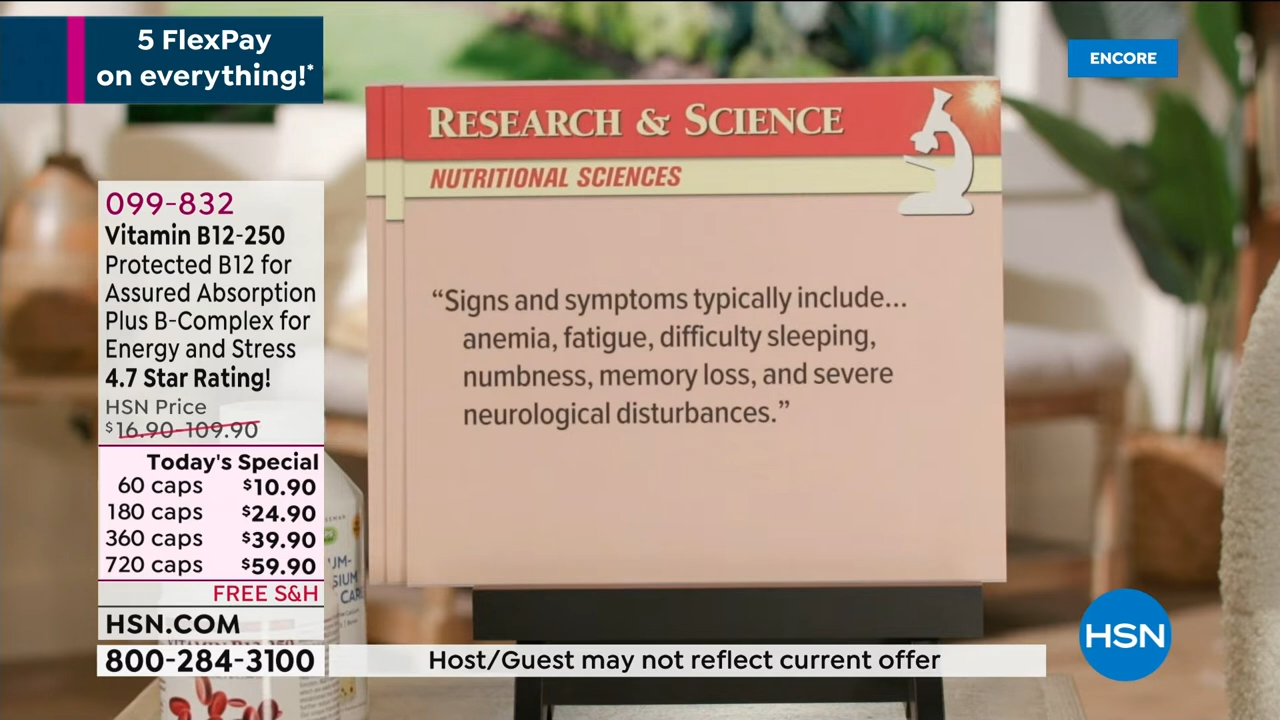 5 FlexPay
on everything!*
ENCORE
RESEARCH & SCIENCE
NUTRITIONAL SCIENCES
“Signs and symptoms typically include...
anemia, fatigue, difficulty sleeping,
numbness, memory loss, and severe
neurological disturbances.”
099-832
Vitamin B12-250
Protected B12 for
Assured Absorption
Plus B-Complex for
Energy and Stress
4.7 Star Rating!
HSN Price
$16.90-109.90
Today's Special
60 caps $10.90
180 caps $24.90
360 caps $39.90
720 caps $59.90
FREE S&H
HSN.COM
800-284-3100
Host/Guest may not reflect current offer
HSN